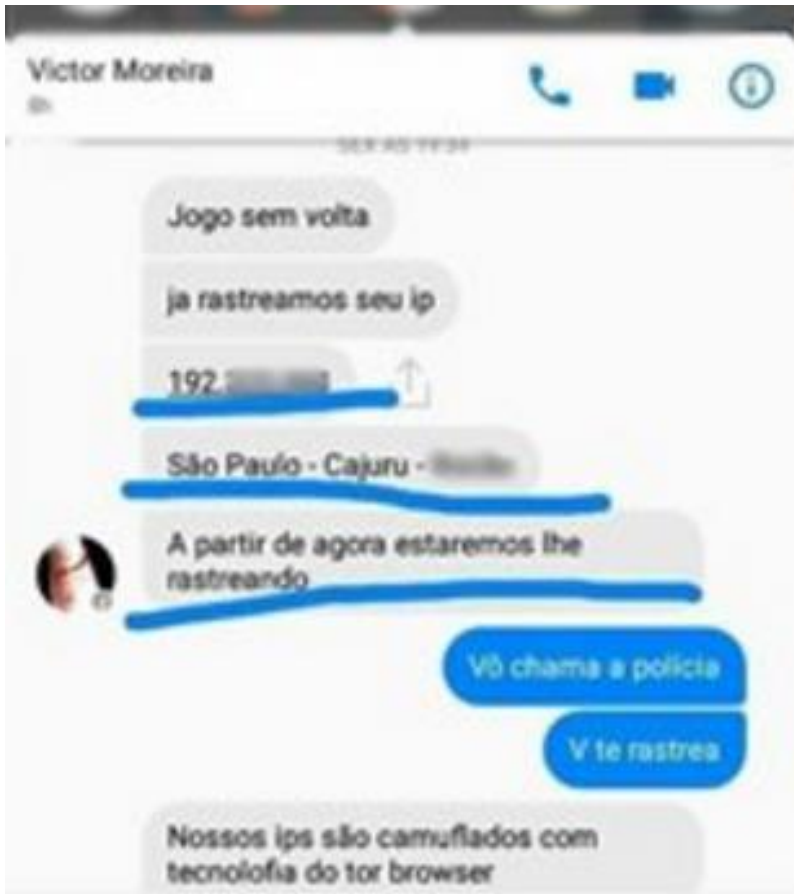 Victor Moreira
Jogo sem volta
ja rastreamos seu ip
192.
São Paulo - Cajuru -
A partir de agora estaremos lhe
rastreando
Vô chama a polícia
V te rastrea
Nossos ips são camuflados com
tecnolofia do tor browser